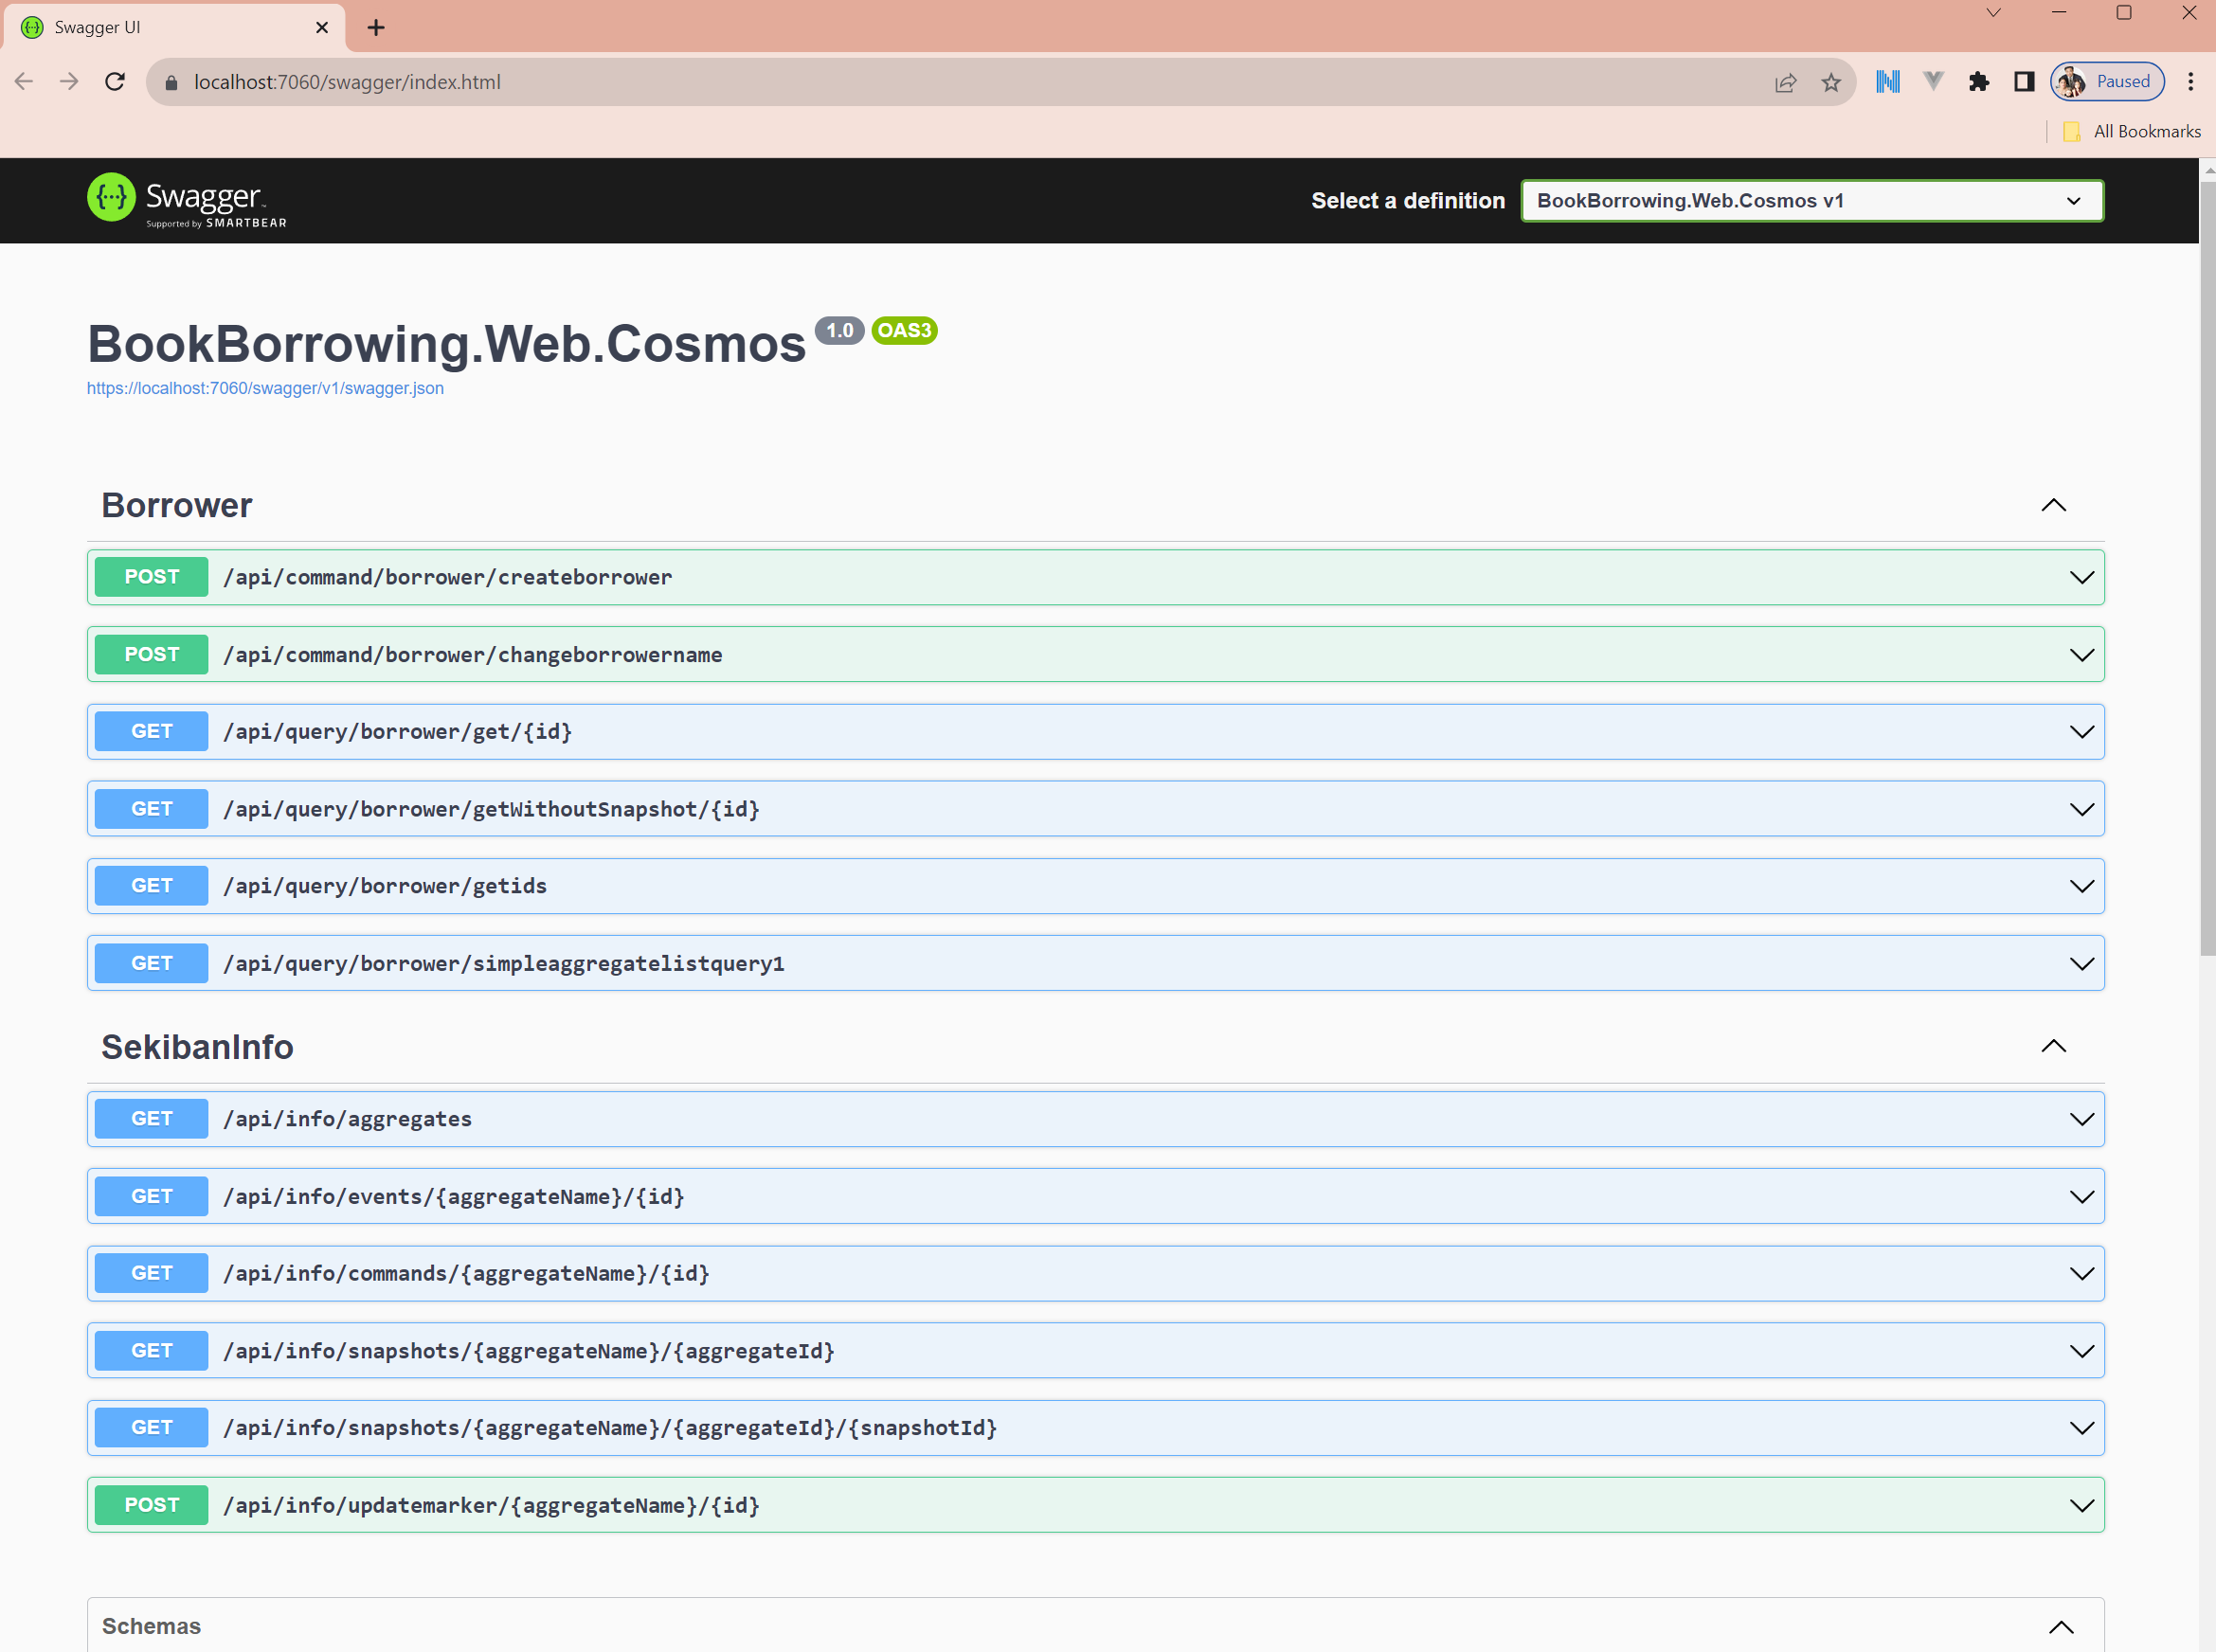 Swagger UI
localhost:7060/swagger/index.html
Paused
All Bookmarks
Swagger™
Supported by SMARTBEAR
Select a definition
BookBorrowing.Web.Cosmos v1
BookBorrowing.Web.Cosmos 1.0 OAS3
https://localhost:7060/swagger/v1/swagger.json
Borrower
POST /api/command/borrower/createborrower
POST /api/command/borrower/changeborrowername
GET /api/query/borrower/get/{id}
GET /api/query/borrower/getWithoutSnapshot/{id}
GET /api/query/borrower/getids
GET /api/query/borrower/simpleaggregatelistquery1
SekibanInfo
GET /api/info/aggregates
GET /api/info/events/{aggregateName}/{id}
GET /api/info/commands/{aggregateName}/{id}
GET /api/info/snapshots/{aggregateName}/{aggregateId}
GET /api/info/snapshots/{aggregateName}/{aggregateId}/{snapshotId}
POST /api/info/updatemarker/{aggregateName}/{id}
Schemas